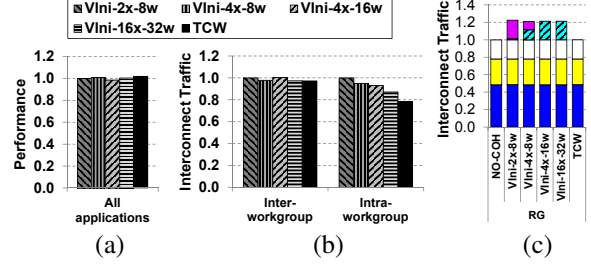 VIni-2x-8w VIni-4x-8w VIni-4x-16w
VIni-16x-32w TCW
Performance
1.2
1.0
0.8
0.6
0.4
0.2
0.0
All
applications
(a)
Interconnect Traffic
1.2
1.0
0.8
0.6
0.4
0.2
0.0
Inter-
workgroup
Intra-
workgroup
(b)
Interconnect Traffic
1.4
1.2
1.0
0.8
0.6
0.4
0.2
0.0
NO-COH
VIni-2x-8w
VIni-4x-8w
VIni-4x-16w
VIni-16x-32w
TCW
RG
(c)